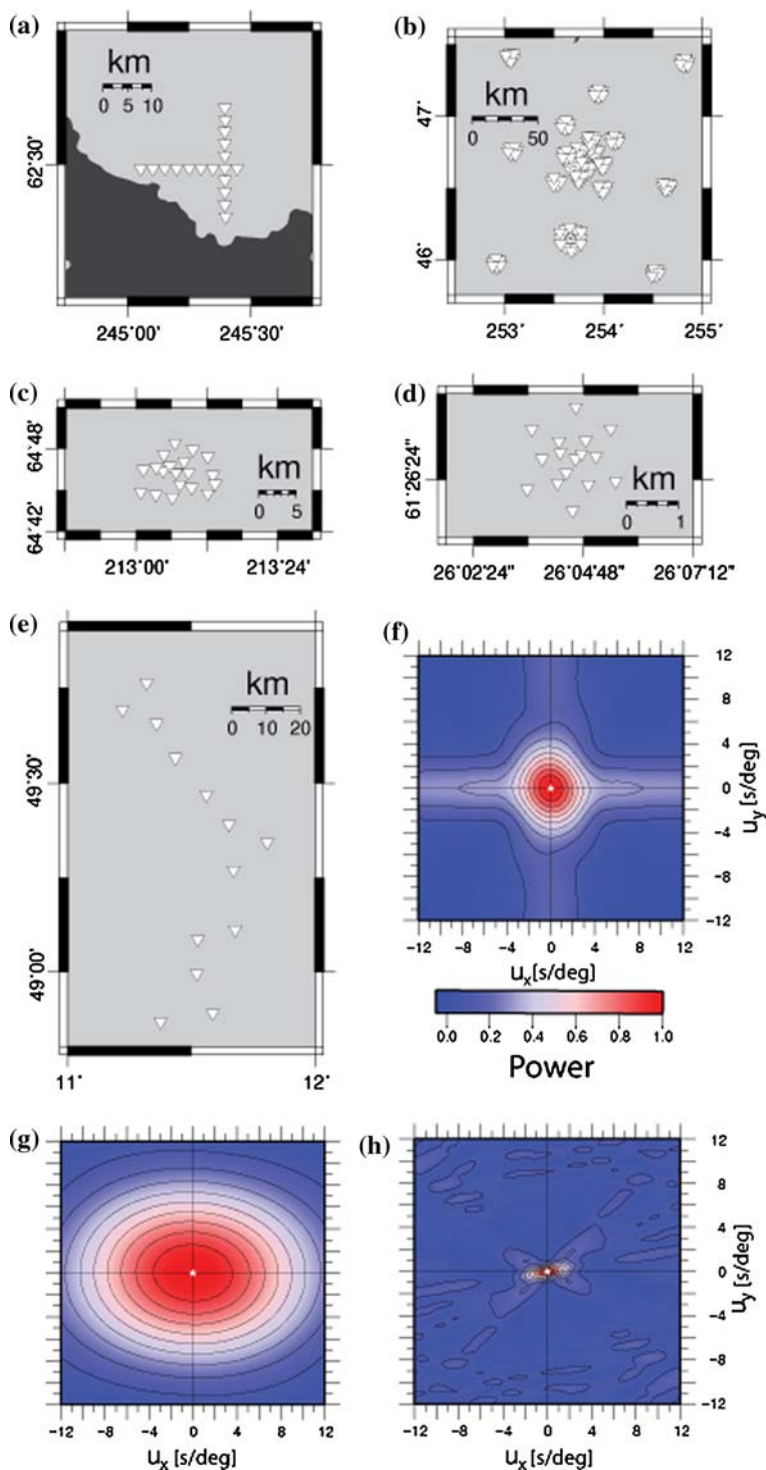 (a)
km
0 5 10
62°30'
245°00' 245°30'
(b)
km
0 50
47°
46°
253° 254° 255°
(c)
64°48'
64°42'
km
0 5
213°00' 213°24'
(d)
61°26'24"
km
0 1
26°02'24" 26°04'48" 26°07'12"
(e)
km
0 10 20
49°30'
49°00'
11° 12°
(f)
12
8
4
0
-4
-8
-12
u_y [s/deg]
-12 -8 -4 0 4 8 12
u_x[s/deg]
0.0 0.2 0.4 0.6 0.8 1.0
Power
(g)
-12 -8 -4 0 4 8 12
u_x [s/deg]
(h)
12
8
4
0
-4
-8
-12
u_y [s/deg]
-12 -8 -4 0 4 8 12
u_x [s/deg]